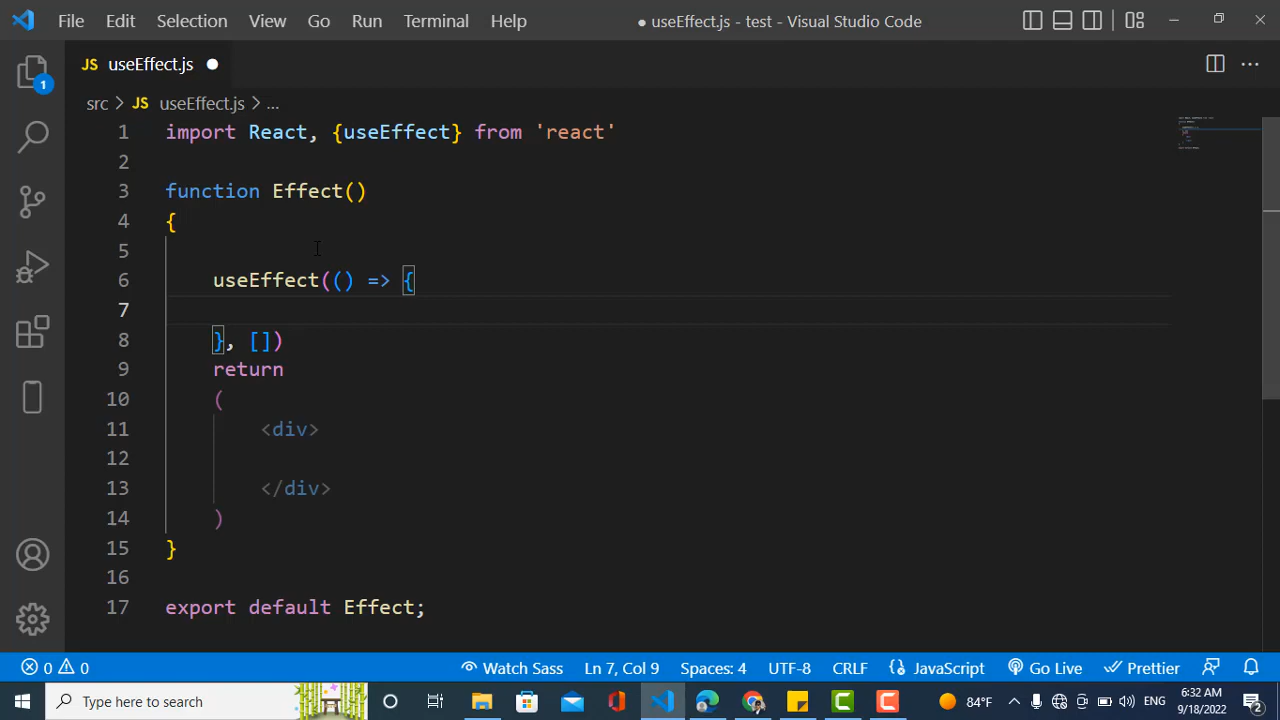 File Edit Selection View Go Run Terminal Help ● useEffect.js - test - Visual Studio Code
JS useEffect.js ●
src > JS useEffect.js > ...
1 import React, {useEffect} from 'react'
2
3 function Effect()
4 {
5
6 useEffect(() => {
7
8 }, [])
9 return
10 (
11 <div>
12
13 </div>
14 )
15 }
16
17 export default Effect;
1
0 0 Watch Sass Ln 7, Col 9 Spaces: 4 UTF-8 CRLF JavaScript Go Live Prettier
Type here to search 84°F ENG 6:32 AM
9/18/2022 2